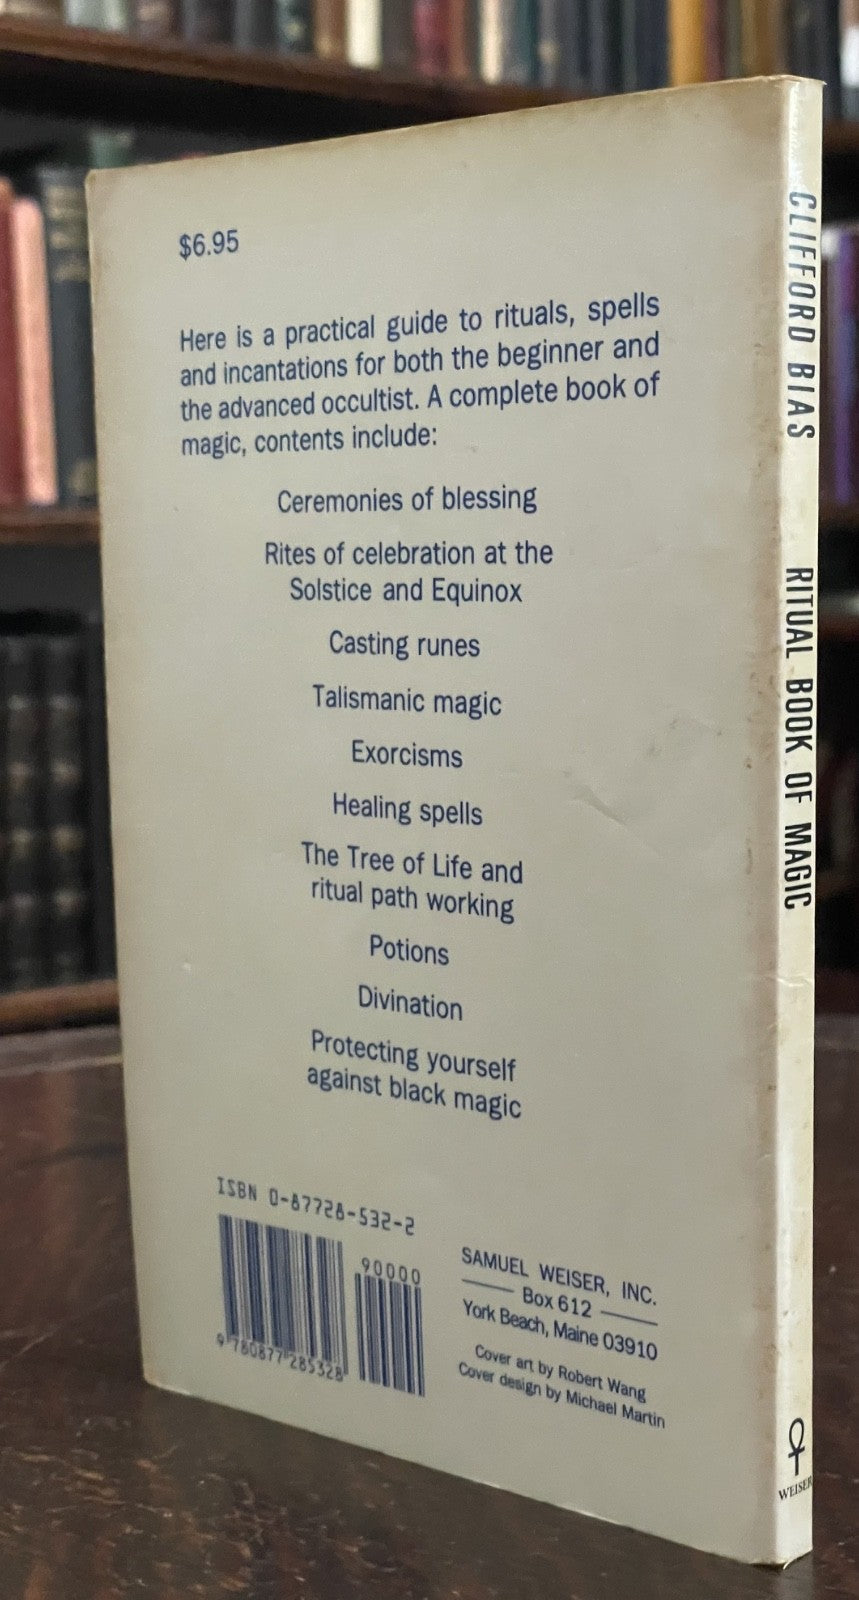 $6.95
Here is a practical guide to rituals, spells
and incantations for both the beginner and
the advanced occultist. A complete book of
magic, contents include:
Ceremonies of blessing
Rites of celebration at the
Solstice and Equinox
Casting runes
Talismanic magic
Exorcisms
Healing spells
The Tree of Life and
ritual path working
Potions
Divination
Protecting yourself
against black magic
ISBN 0-87728-532-2
90000
9 780877 285328
SAMUEL WEISER, INC.
Box 612
York Beach, Maine 03910
Cover art by Robert Wang
Cover design by Michael Martin
CLIFFORD BIAS RITUAL BOOK OF MAGIC
WEISER